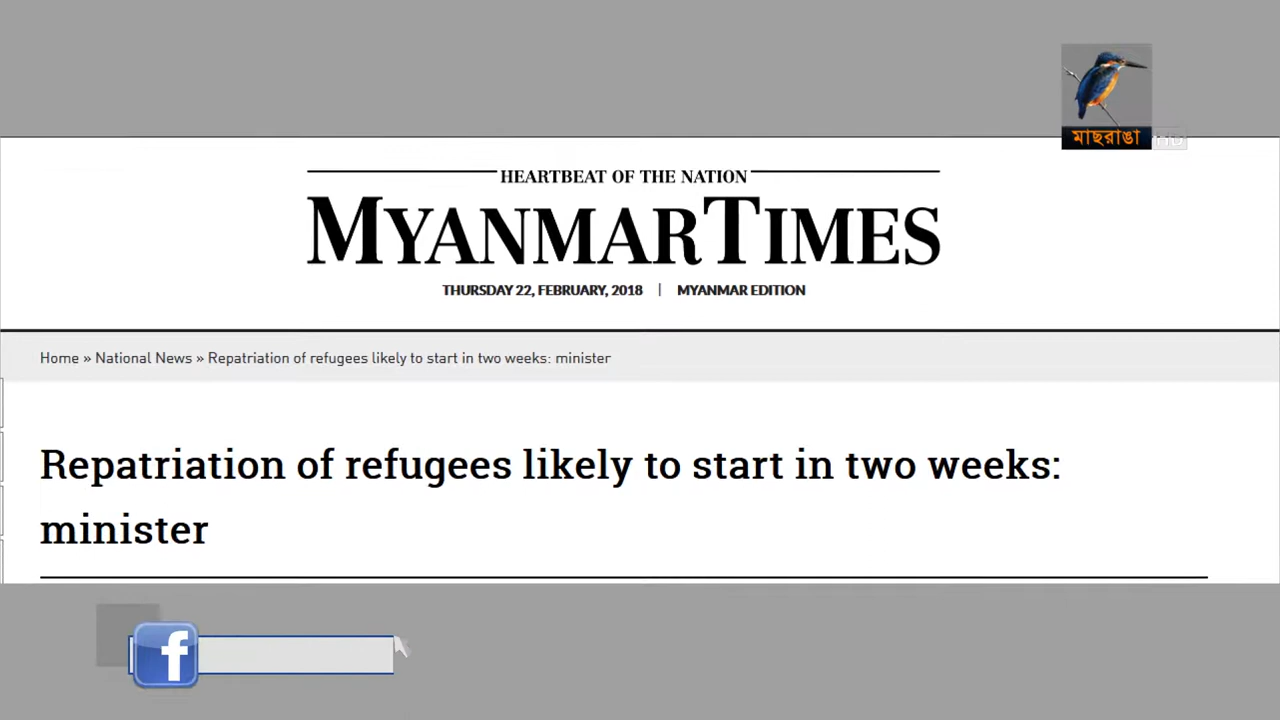 মাছরাঙা
HD
HEARTBEAT OF THE NATION
MYANMARTIMES
THURSDAY 22, FEBRUARY, 2018 | MYANMAR EDITION
Home » National News » Repatriation of refugees likely to start in two weeks: minister
Repatriation of refugees likely to start in two weeks:
minister
f